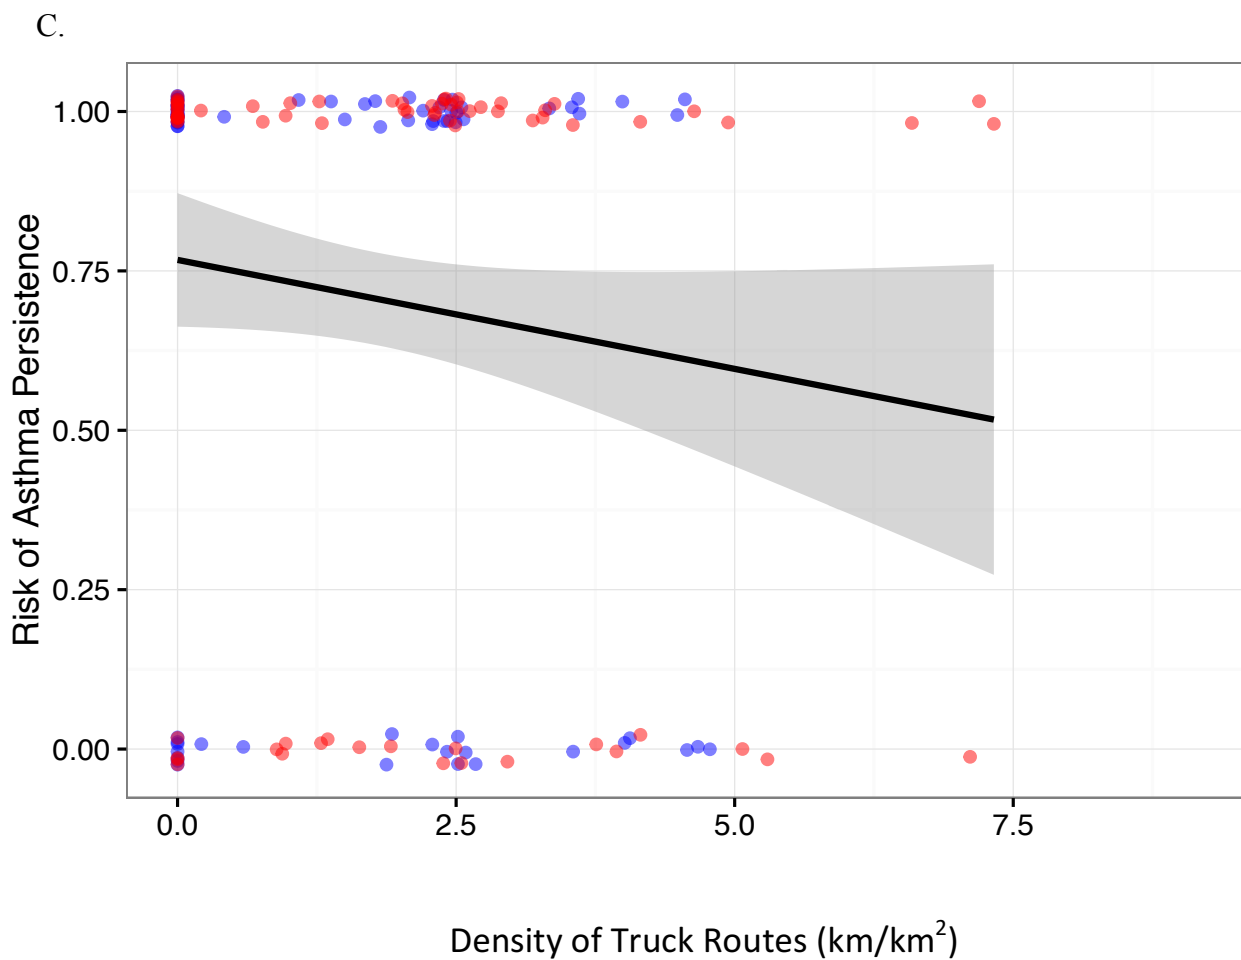 C.
Risk of Asthma Persistence
1.00
0.75
0.50
0.25
0.00
0.0 2.5 5.0 7.5
Density of Truck Routes (km/km²)